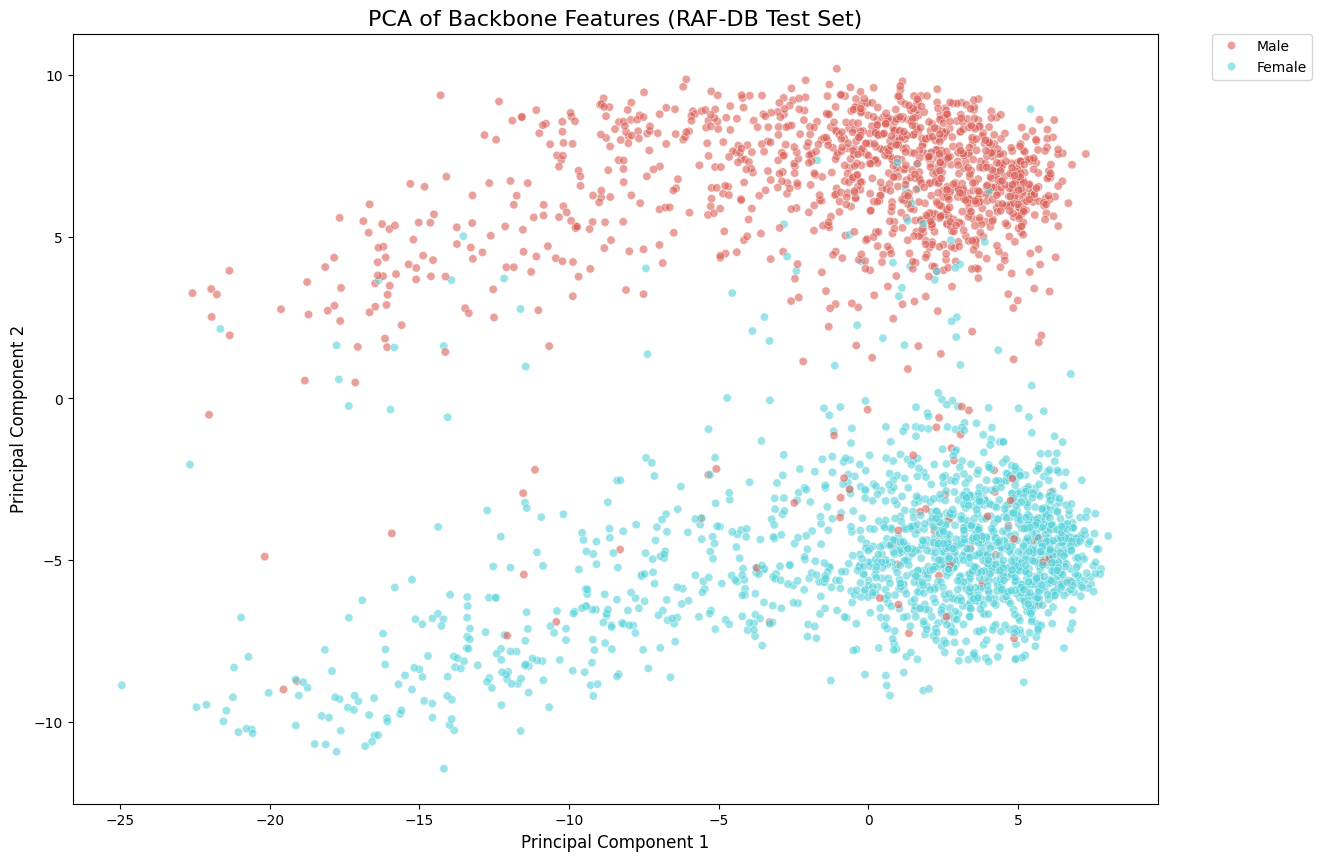 PCA of Backbone Features (RAF-DB Test Set)
Male
Female
Principal Component 2
10
5
0
−5
−10
−25
−20
−15
−10
−5
0
5
Principal Component 1